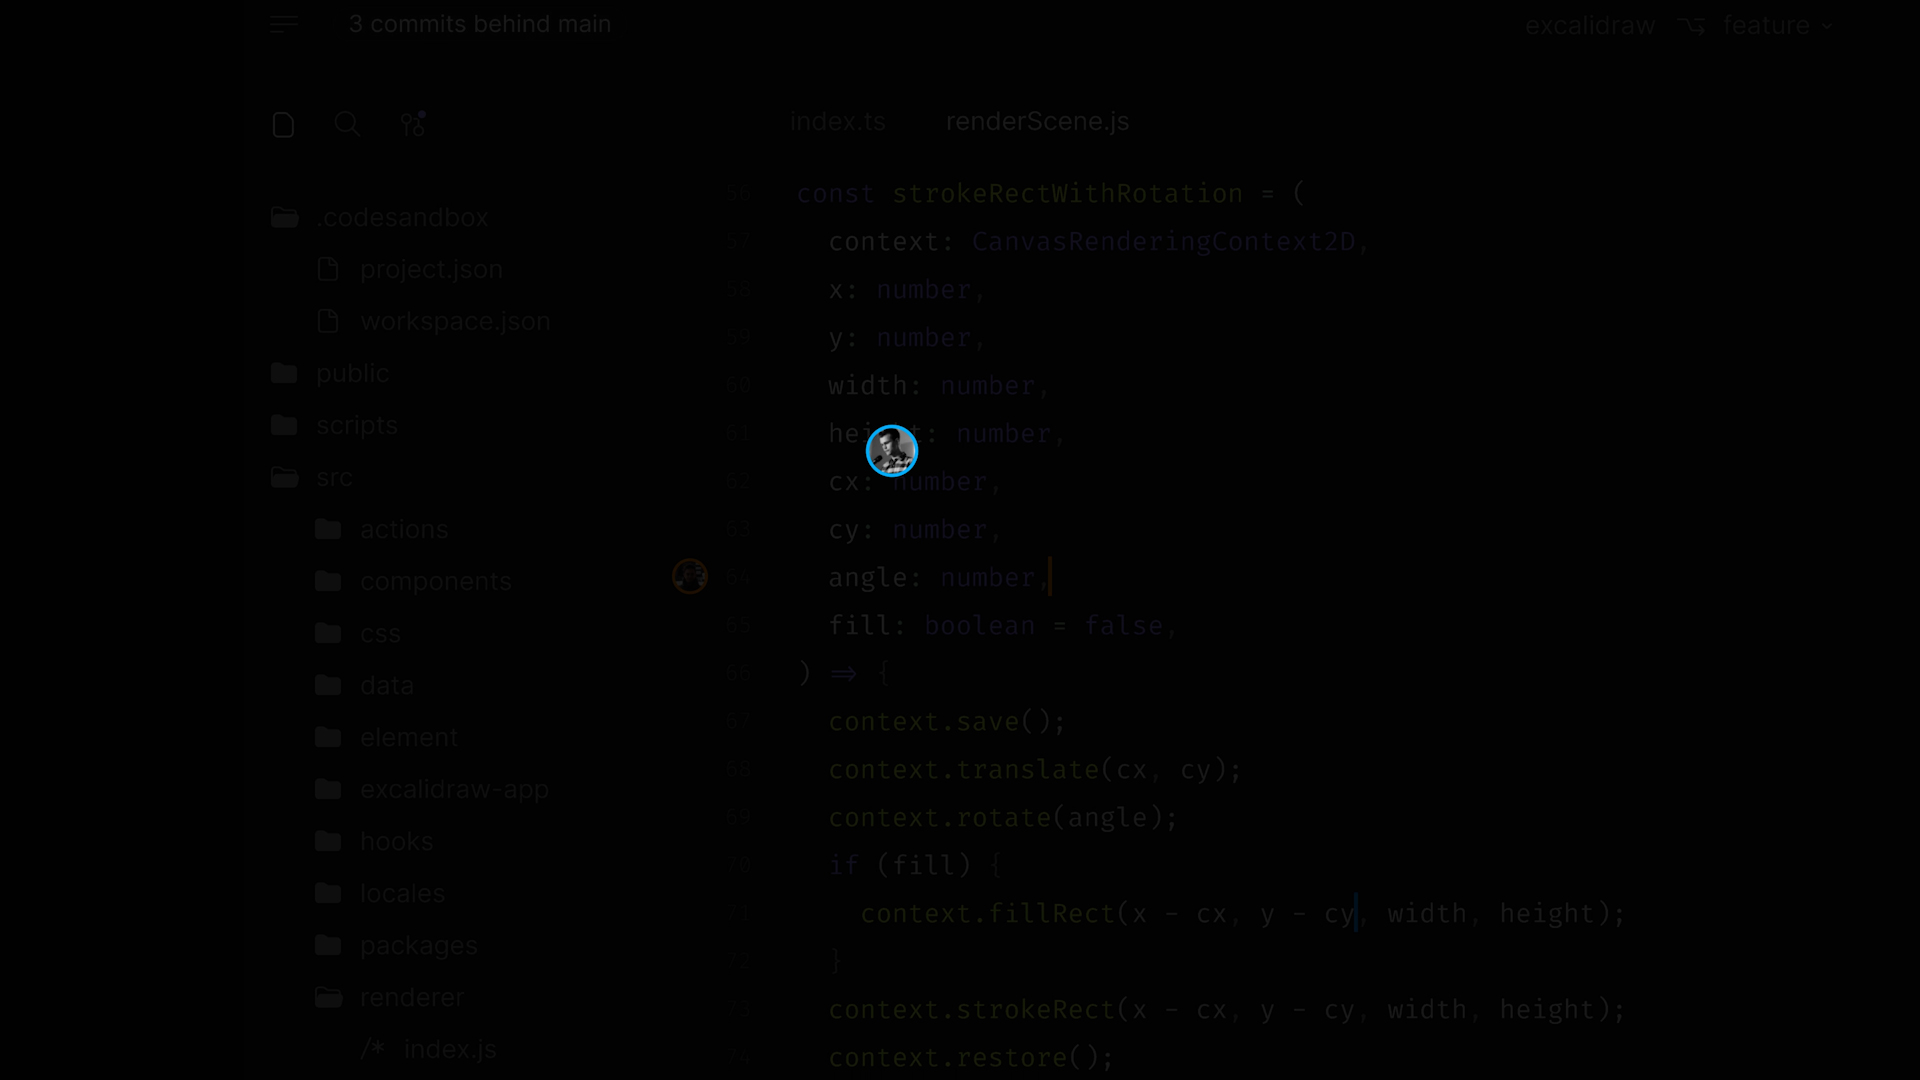 3 commits behind main
excalidraw feature
index.ts renderScene.js
.codesandbox
project.json
workspace.json
public
scripts
src
actions
components
css
data
element
excalidraw-app
hooks
locales
packages
renderer
/* index.js
56 const strokeRectWithRotation = (
57 context: CanvasRenderingContext2D,
58 x: number,
59 y: number,
60 width: number,
61 number,
62 cx: number,
63 cy: number,
64 angle: number,
65 fill: boolean = false,
66 ) => {
67 context.save();
68 context.translate(cx, cy);
69 context.rotate(angle);
70 if (fill) {
71 context.fillRect(x - cx, y - cy, width, height);
72 }
73 context.strokeRect(x - cx, y - cy, width, height);
74 context.restore();